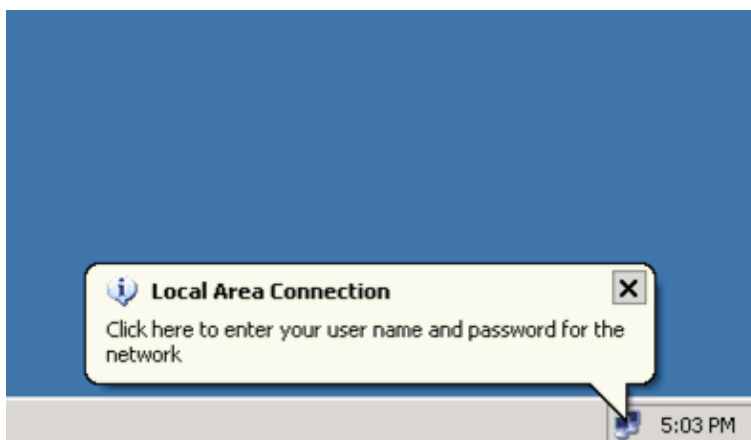 Local Area Connection
Click here to enter your user name and password for the
network
5:03 PM